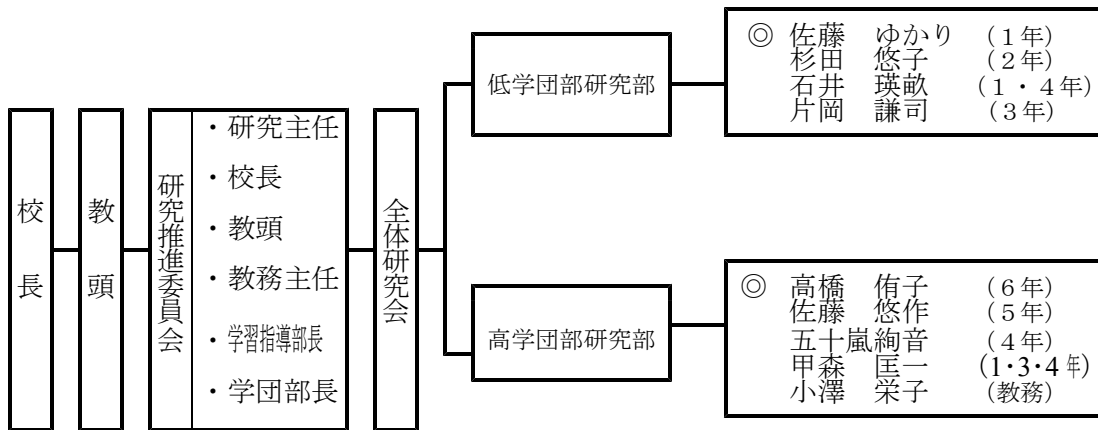 校長
教頭
研究推進委員会
・研究主任
・校長
・教頭
・教務主任
・学習指導部長
・学団部長
全体研究会
低学団部研究部
◎ 佐藤 ゆかり (1年)
杉田 悠子 (2年)
石井 瑛畝 (1・4年)
片岡 謙司 (3年)
高学団部研究部
◎ 高橋 侑子 (6年)
佐藤 悠作 (5年)
五十嵐絢音 (4年)
甲森 匡一 (1・3・4年)
小澤 栄子 (教務)